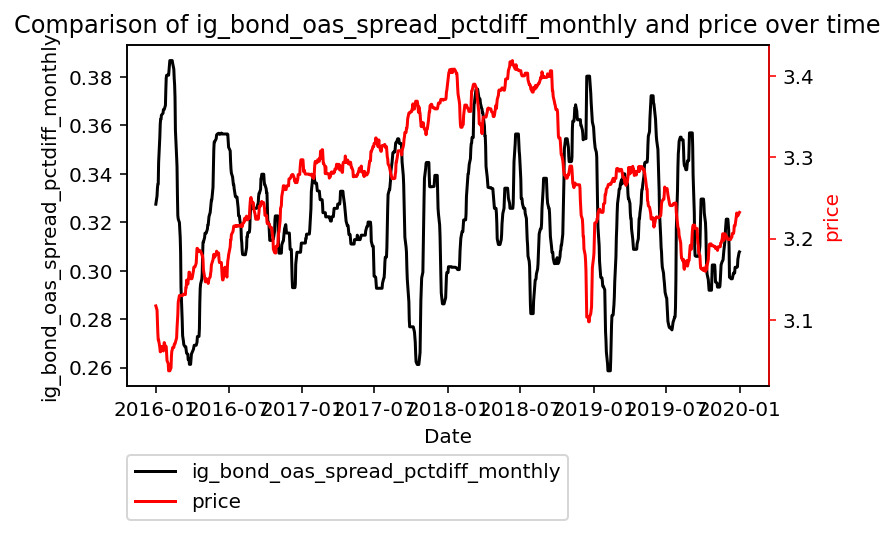 Comparison of ig_bond_oas_spread_pctdiff_monthly and price over time
ig_bond_oas_spread_pctdiff_monthly
0.38
0.36
0.34
0.32
0.30
0.28
0.26
3.4
3.3
3.2
3.1
price
2016-01 2016-07 2017-01 2017-07 2018-01 2018-07 2019-01 2019-07 2020-01
Date
ig_bond_oas_spread_pctdiff_monthly
price